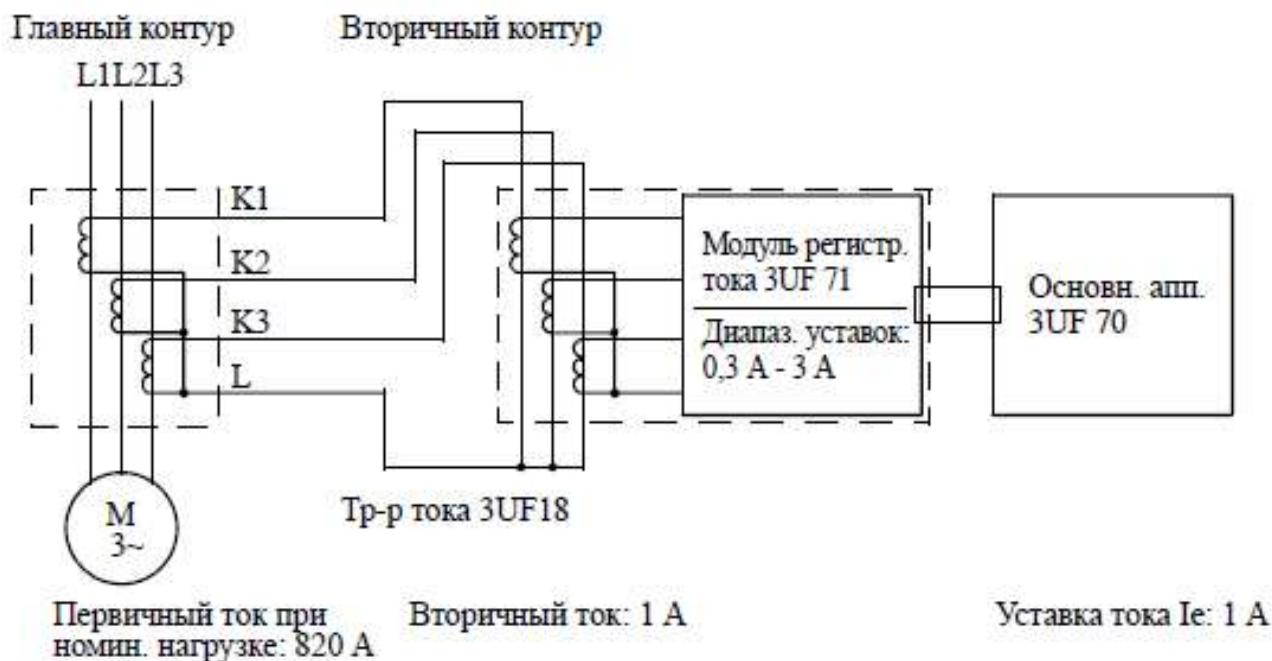 Главный контур
Вторичный контур
L1L2L3
K1
K2
K3
L
Модуль регистр.
тока 3UF 71
Диапаз. уставок:
0,3 А - 3 А
Основн. апп.
3UF 70
М
3~
Тр-р тока 3UF18
Первичный ток при
номин. нагрузке: 820 А
Вторичный ток: 1 А
Уставка тока Ie: 1 А